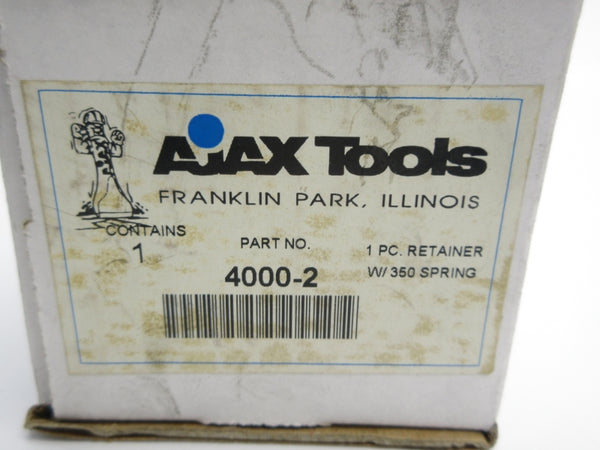 AJAX Tools
FRANKLIN PARK, ILLINOIS
CONTAINS
1
PART NO.
4000-2
1 PC. RETAINER
W/ 350 SPRING